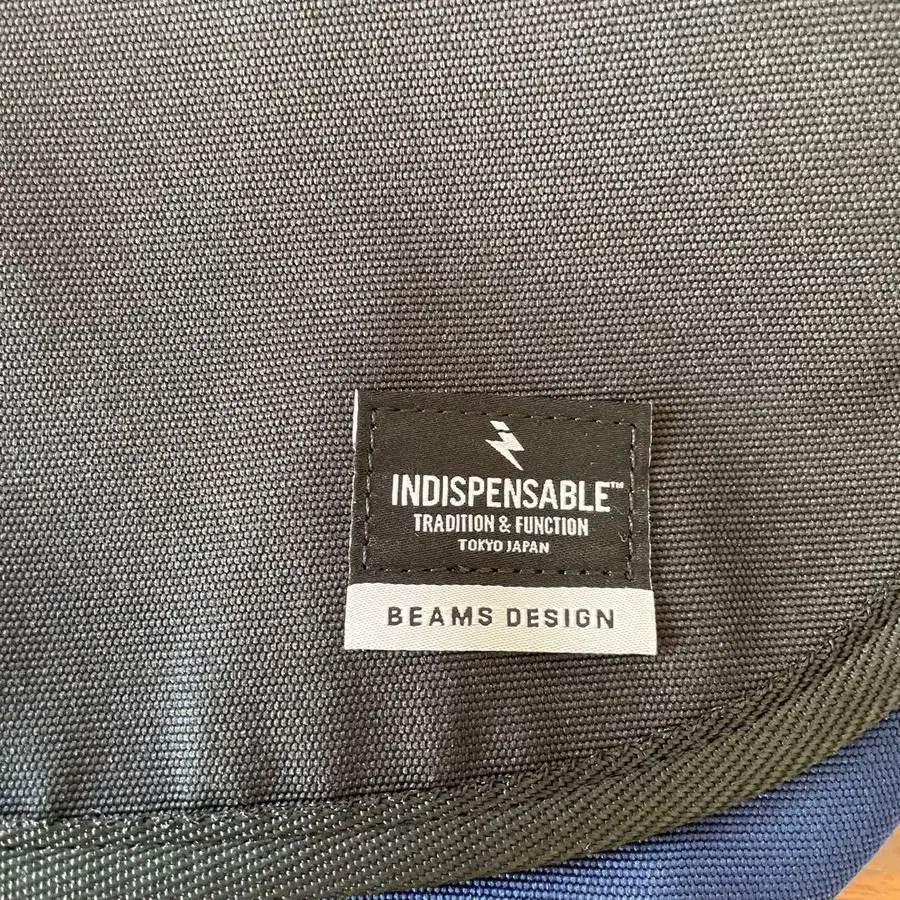 INDISPENSABLE™
TRADITION & FUNCTION
TOKYO JAPAN
BEAMS DESIGN